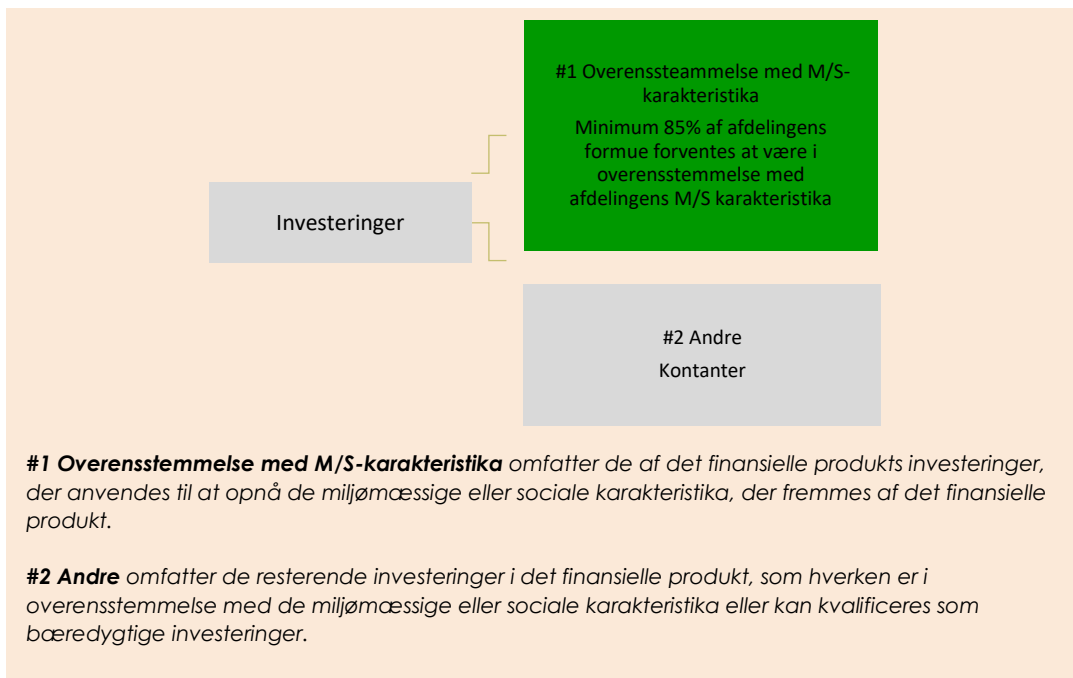 #1 Overenssteammelse med M/S-
karakteristika
Minimum 85% af afdelingens
formue forventes at være i
overensstemmelse med
afdelingens M/S karakteristika
Investeringer
#2 Andre
Kontanter
#1 Overensstemmelse med M/S-karakteristika omfatter de af det finansielle produkts investeringer,
der anvendes til at opnå de miljømæssige eller sociale karakteristika, der fremmes af det finansielle
produkt.
#2 Andre omfatter de resterende investeringer i det finansielle produkt, som hverken er i
overensstemmelse med de miljømæssige eller sociale karakteristika eller kan kvalificeres som
bæredygtige investeringer.